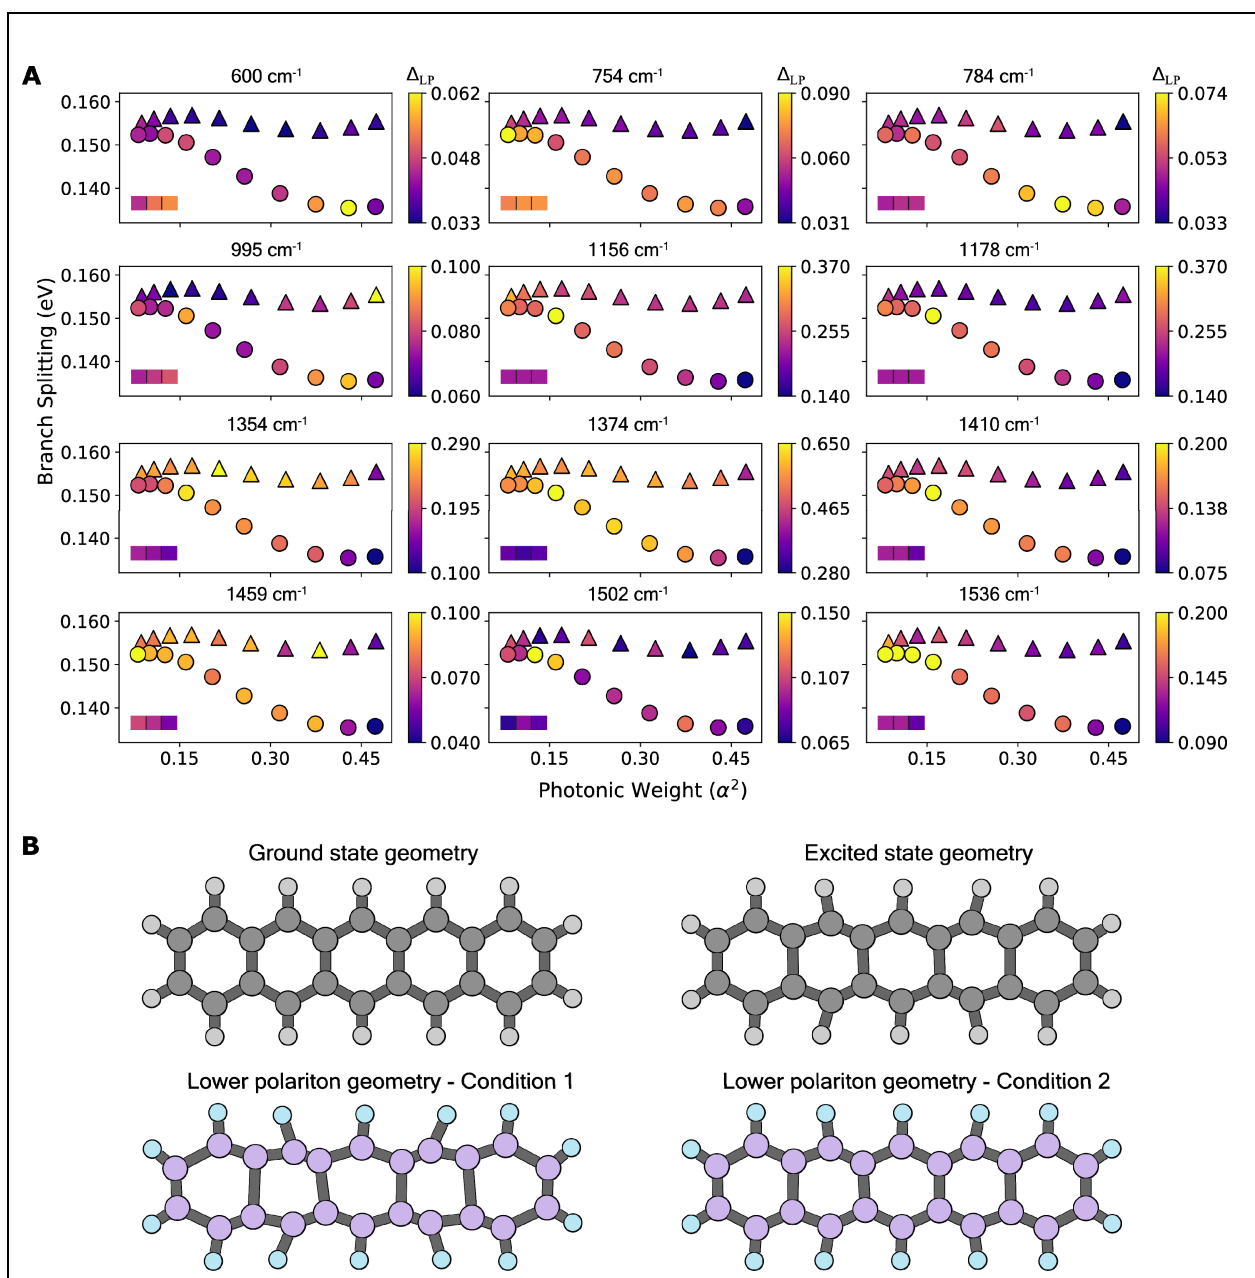 A
600 cm-1 ΔLP 754 cm-1 ΔLP 784 cm-1 ΔLP
0.160 0.062 0.090 0.074
0.150 0.048 0.060 0.053
0.140 0.033 0.031 0.033
995 cm-1 1156 cm-1 1178 cm-1
0.160 0.100 0.370 0.370
0.150 0.080 0.255 0.255
0.140 0.060 0.140 0.140
Branch Splitting (eV)
1354 cm-1 1374 cm-1 1410 cm-1
0.160 0.290 0.650 0.200
0.150 0.195 0.465 0.138
0.140 0.100 0.280 0.075
1459 cm-1 1502 cm-1 1536 cm-1
0.160 0.100 0.150 0.200
0.150 0.070 0.107 0.145
0.140 0.040 0.065 0.090
0.15 0.30 0.45 0.15 0.30 0.45 0.15 0.30 0.45
Photonic Weight (α²)
B
Ground state geometry Excited state geometry
Lower polariton geometry - Condition 1 Lower polariton geometry - Condition 2